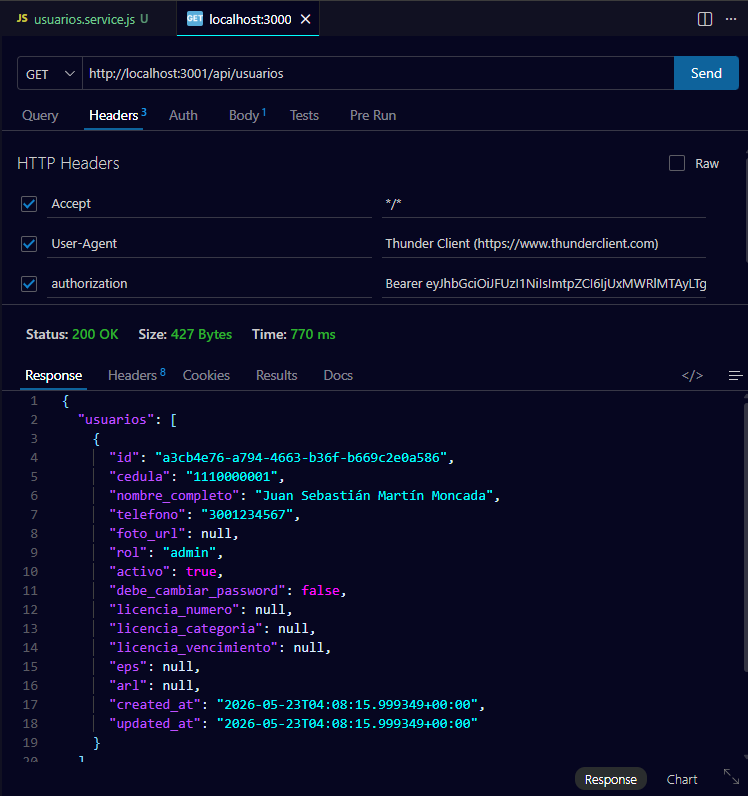 JS usuarios.service.js U
GET localhost:3000 ×
GET http://localhost:3001/api/usuarios Send
Query Headers 3 Auth Body 1 Tests Pre Run
HTTP Headers Raw
Accept */*
User-Agent Thunder Client (https://www.thunderclient.com)
authorization Bearer eyJhbGciOiJFUzI1NiIsImtpZCI6IjUxMWRlMTAyLTg
Status: 200 OK Size: 427 Bytes Time: 770 ms
Response Headers 8 Cookies Results Docs </>
1 {
2 "usuarios": [
3 {
4 "id": "a3cb4e76-a794-4663-b36f-b669c2e0a586",
5 "cedula": "1110000001",
6 "nombre_completo": "Juan Sebastián Martín Moncada",
7 "telefono": "3001234567",
8 "foto_url": null,
9 "rol": "admin",
10 "activo": true,
11 "debe_cambiar_password": false,
12 "licencia_numero": null,
13 "licencia_categoria": null,
14 "licencia_vencimiento": null,
15 "eps": null,
16 "arl": null,
17 "created_at": "2026-05-23T04:08:15.999349+00:00",
18 "updated_at": "2026-05-23T04:08:15.999349+00:00"
19 }
20 ]
Response Chart